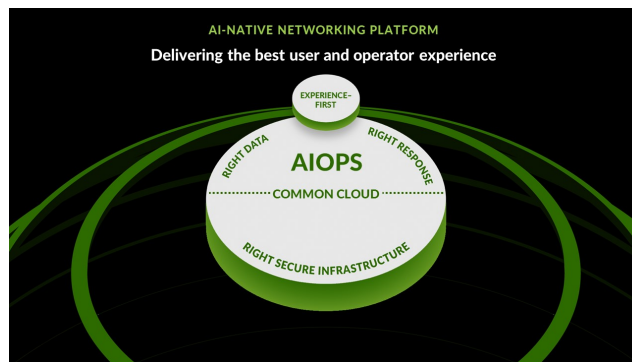 AI-NATIVE NETWORKING PLATFORM
Delivering the best user and operator experience
EXPERIENCE–
FIRST
RIGHT DATA
RIGHT RESPONSE
AIOPS
COMMON CLOUD
RIGHT SECURE INFRASTRUCTURE